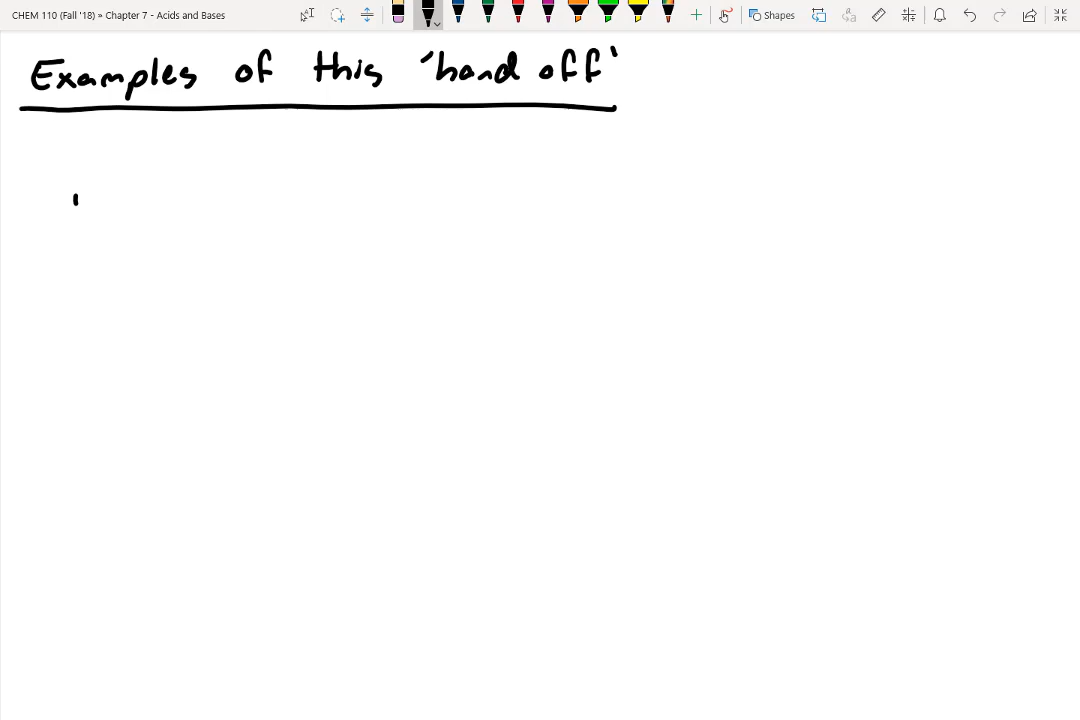 CHEM 110 (Fall '18) » Chapter 7 - Acids and Bases
Shapes
Examples of this 'hand off'